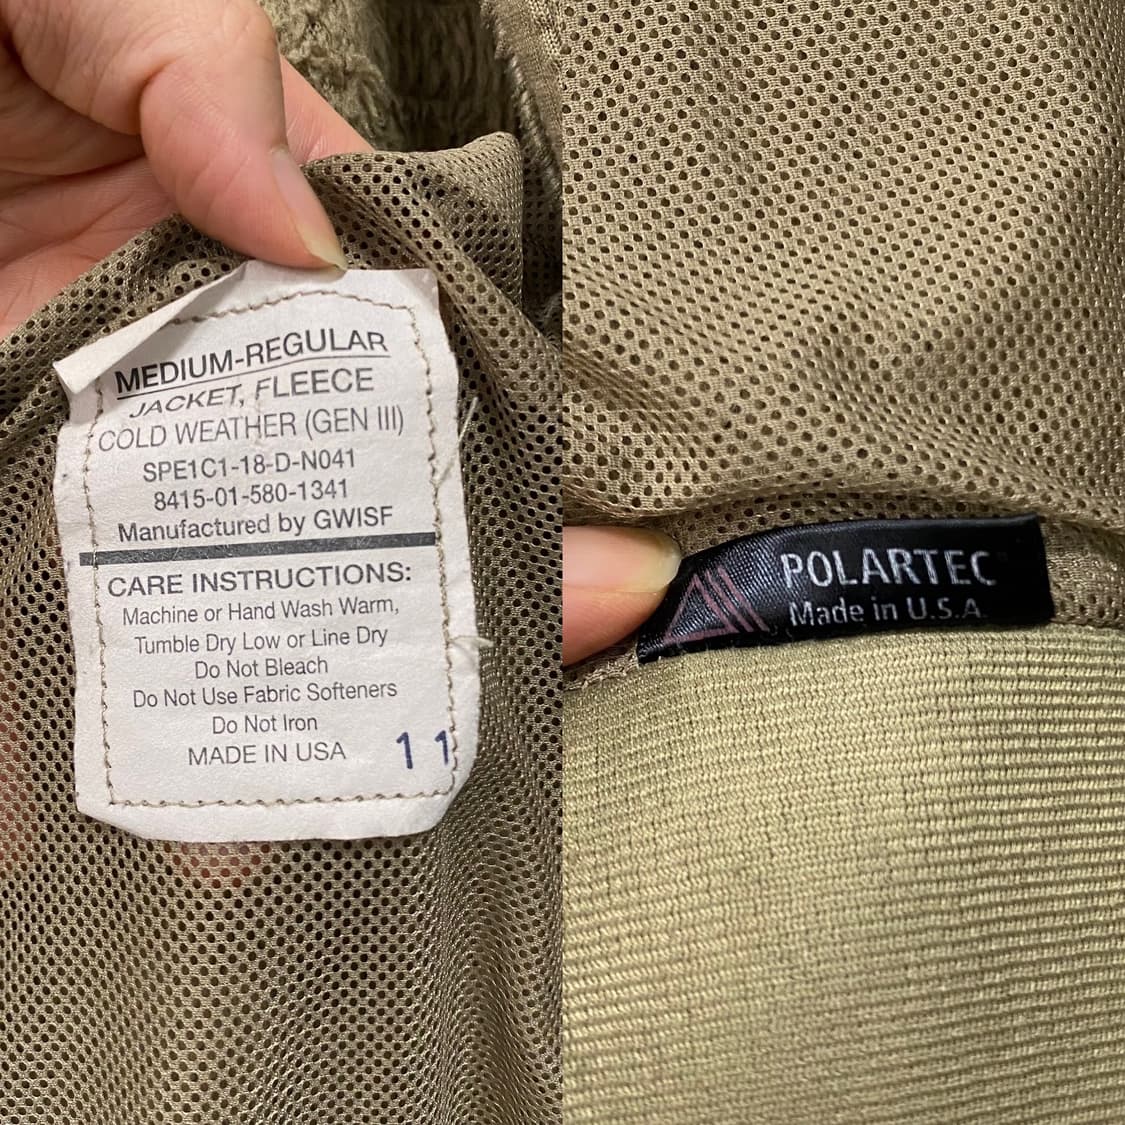 MEDIUM-REGULAR
JACKET, FLEECE
COLD WEATHER (GEN III)
SPE1C1-18-D-N041
8415-01-580-1341
Manufactured by GWISF
CARE INSTRUCTIONS:
Machine or Hand Wash Warm,
Tumble Dry Low or Line Dry
Do Not Bleach
Do Not Use Fabric Softeners
Do Not Iron
MADE IN USA
1 1
POLARTEC
Made in U.S.A.